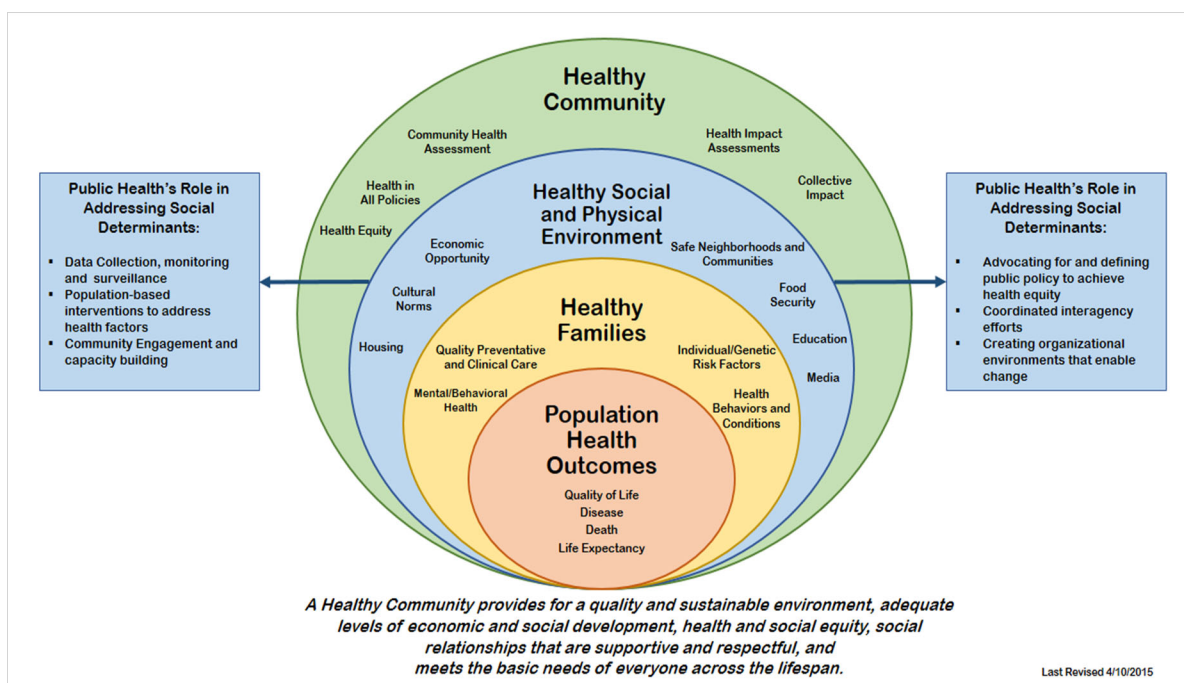 Healthy
Community
Community Health
Assessment
Health Impact
Assessments
Health in
All Policies
Collective
Impact
Health Equity
Healthy Social
and Physical
Environment
Economic
Opportunity
Safe Neighborhoods and
Communities
Cultural
Norms
Food
Security
Housing
Education
Media
Healthy
Families
Quality Preventative
and Clinical Care
Individual/Genetic
Risk Factors
Mental/Behavioral
Health
Health
Behaviors and
Conditions
Population
Health
Outcomes
Quality of Life
Disease
Death
Life Expectancy
Public Health's Role in
Addressing Social
Determinants:
▪ Data Collection, monitoring
and surveillance
▪ Population-based
interventions to address
health factors
▪ Community Engagement and
capacity building
Public Health's Role in
Addressing Social
Determinants:
▪ Advocating for and defining
public policy to achieve
health equity
▪ Coordinated interagency
efforts
▪ Creating organizational
environments that enable
change
A Healthy Community provides for a quality and sustainable environment, adequate
levels of economic and social development, health and social equity, social
relationships that are supportive and respectful, and
meets the basic needs of everyone across the lifespan.
Last Revised 4/10/2015